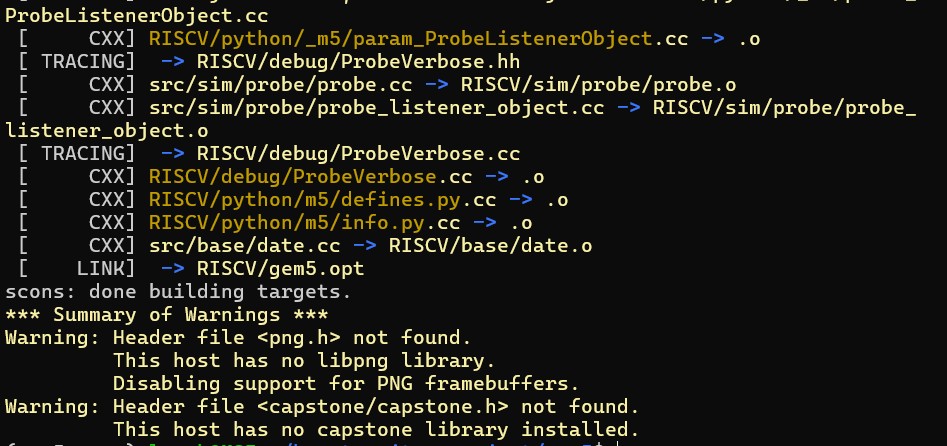 ProbeListenerObject.cc
[     CXX] RISCV/python/_m5/param_ProbeListenerObject.cc -> .o
[ TRACING]  -> RISCV/debug/ProbeVerbose.hh
[     CXX] src/sim/probe/probe.cc -> RISCV/sim/probe/probe.o
[     CXX] src/sim/probe/probe_listener_object.cc -> RISCV/sim/probe/probe_
listener_object.o
[ TRACING]  -> RISCV/debug/ProbeVerbose.cc
[     CXX] RISCV/debug/ProbeVerbose.cc -> .o
[     CXX] RISCV/python/m5/defines.py.cc -> .o
[     CXX] RISCV/python/m5/info.py.cc -> .o
[     CXX] src/base/date.cc -> RISCV/base/date.o
[    LINK]  -> RISCV/gem5.opt
scons: done building targets.
*** Summary of Warnings ***
Warning: Header file <png.h> not found.
         This host has no libpng library.
         Disabling support for PNG framebuffers.
Warning: Header file <capstone/capstone.h> not found.
         This host has no capstone library installed.